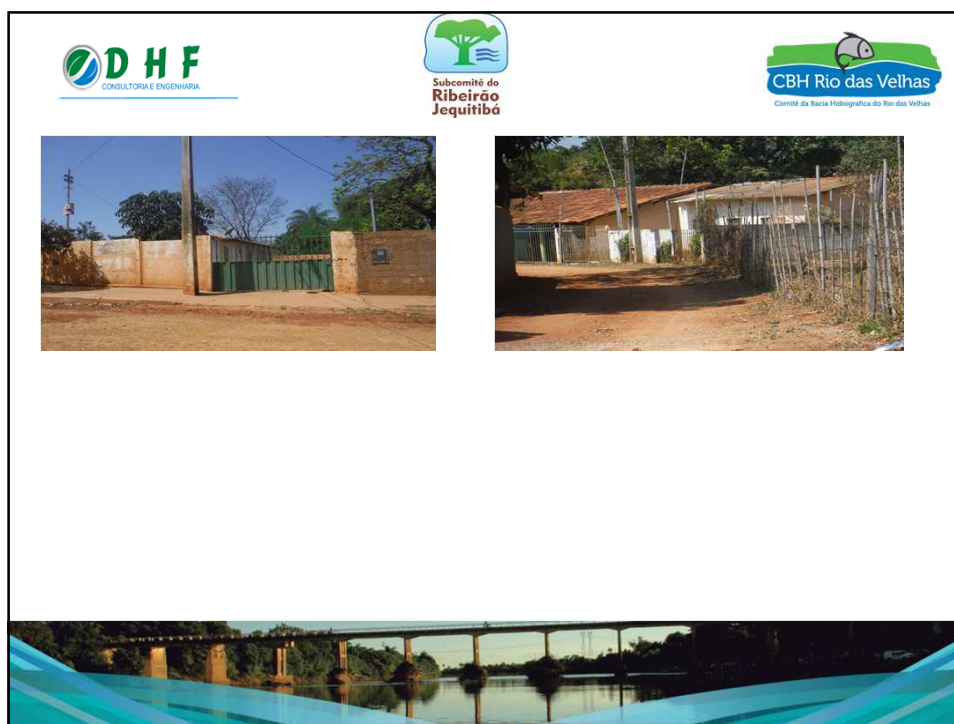 DHF
CONSULTORIA E ENGENHARIA
Subcomitê do
Ribeirão
Jequitibá
CBH Rio das Velhas
Comitê da Bacia Hidrográfica do Rio das Velhas